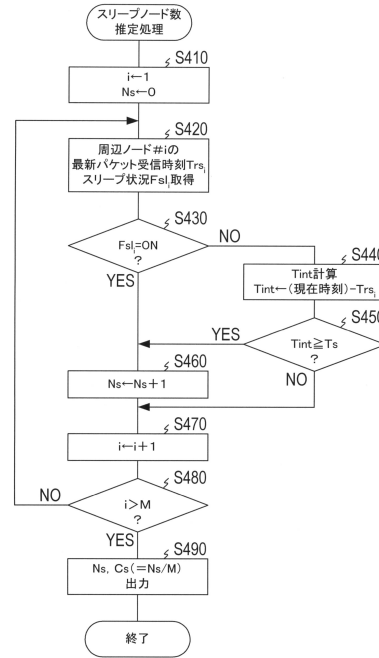 スリープノード数
推定処理
S410
i←1
Ns←0
S420
周辺ノード#iの
最新パケット受信時刻Trsi
スリープ状況Fsli取得
S430
Fsli=ON
?
NO
YES
S440
Tint計算
Tint←(現在時刻)-Trsi
S450
Tint≧Ts
?
YES
NO
S460
Ns←Ns+1
S470
i←i+1
S480
i>M
?
NO
YES
S490
Ns, Cs(=Ns/M)
出力
終了